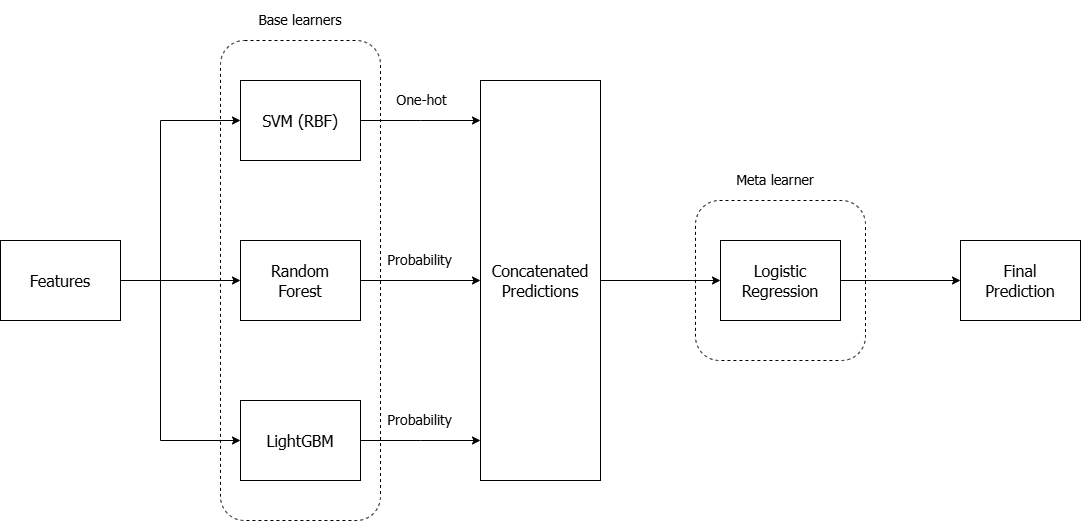 Base learners
SVM (RBF)
One-hot
Meta learner
Features
Random
Forest
Probability
Concatenated
Predictions
Logistic
Regression
Final
Prediction
LightGBM
Probability